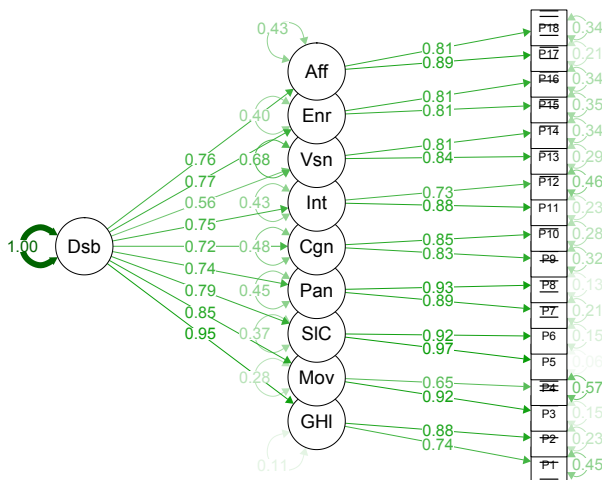 1.00
Dsb
0.76
0.77
0.56
0.75
0.72
0.74
0.79
0.85
0.95
0.43
0.40
0.68
0.43
0.48
0.45
0.37
0.28
0.11
Aff
Enr
Vsn
Int
Cgn
Pan
SlC
Mov
GHl
0.81
0.89
0.81
0.81
0.81
0.84
0.73
0.88
0.85
0.83
0.93
0.89
0.92
0.97
0.65
0.92
0.88
0.74
P18
P17
P16
P15
P14
P13
P12
P11
P10
P9
P8
P7
P6
P5
P4
P3
P2
P1
0.34
0.21
0.34
0.35
0.34
0.29
0.46
0.23
0.28
0.32
0.13
0.21
0.15
0.06
0.57
0.15
0.23
0.45